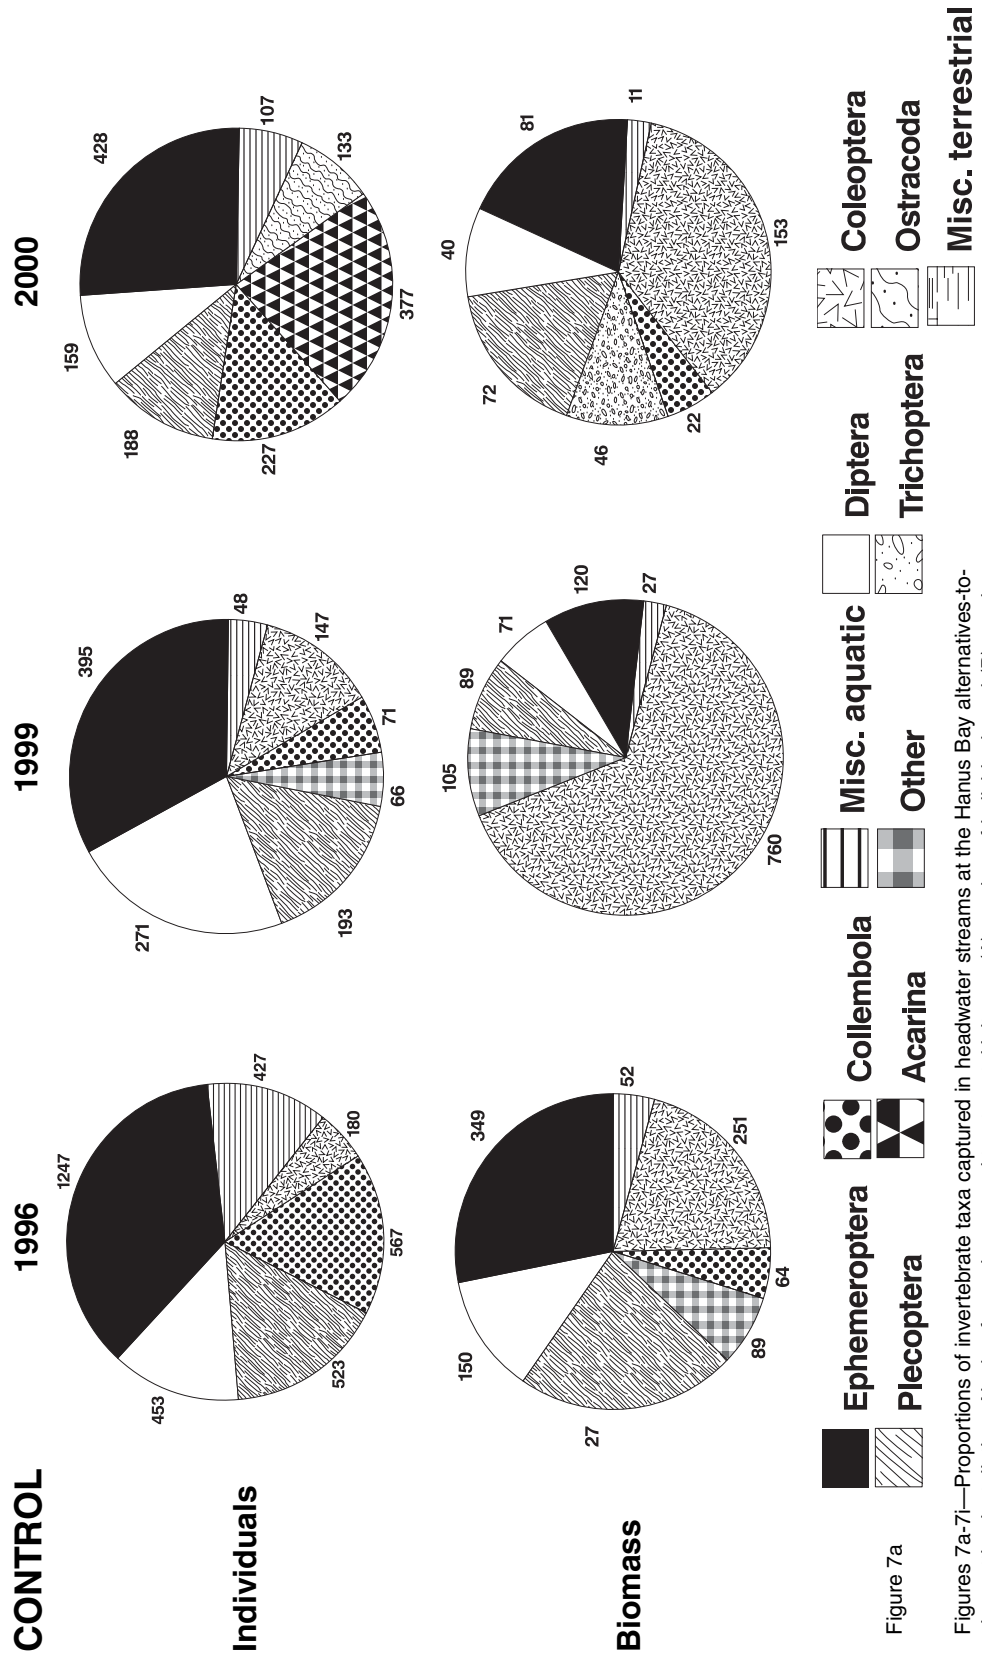 CONTROL
1996
1999
2000
Individuals
1247
427
180
567
523
453
395
48
147
71
66
193
271
428
107
133
377
227
188
159
Biomass
349
52
251
64
89
27
150
120
27
760
105
89
71
81
11
153
22
46
72
40
Figure 7a
Ephemeroptera
Collembola
Misc. aquatic
Diptera
Coleoptera
Plecoptera
Acarina
Other
Trichoptera
Ostracoda
Misc. terrestrial
Figures 7a-7i—Proportions of invertebrate taxa captured in headwater streams at the Hanus Bay alternatives-to-